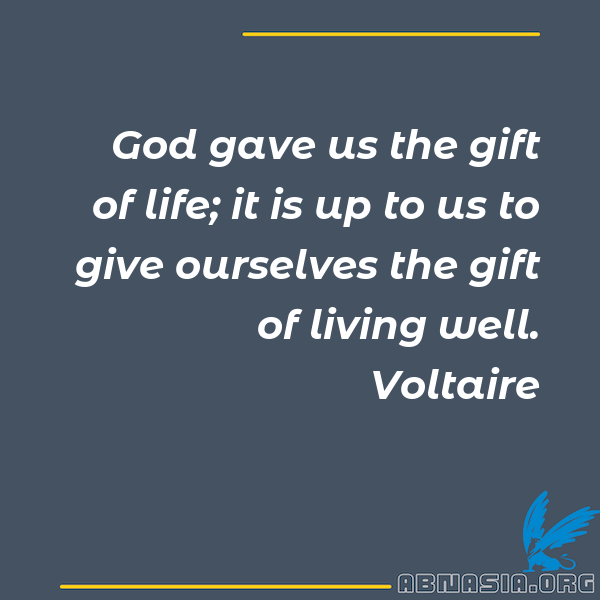 God gave us the gift
of life; it is up to us to
give ourselves the gift
of living well.
Voltaire
ABNASIA.ORG